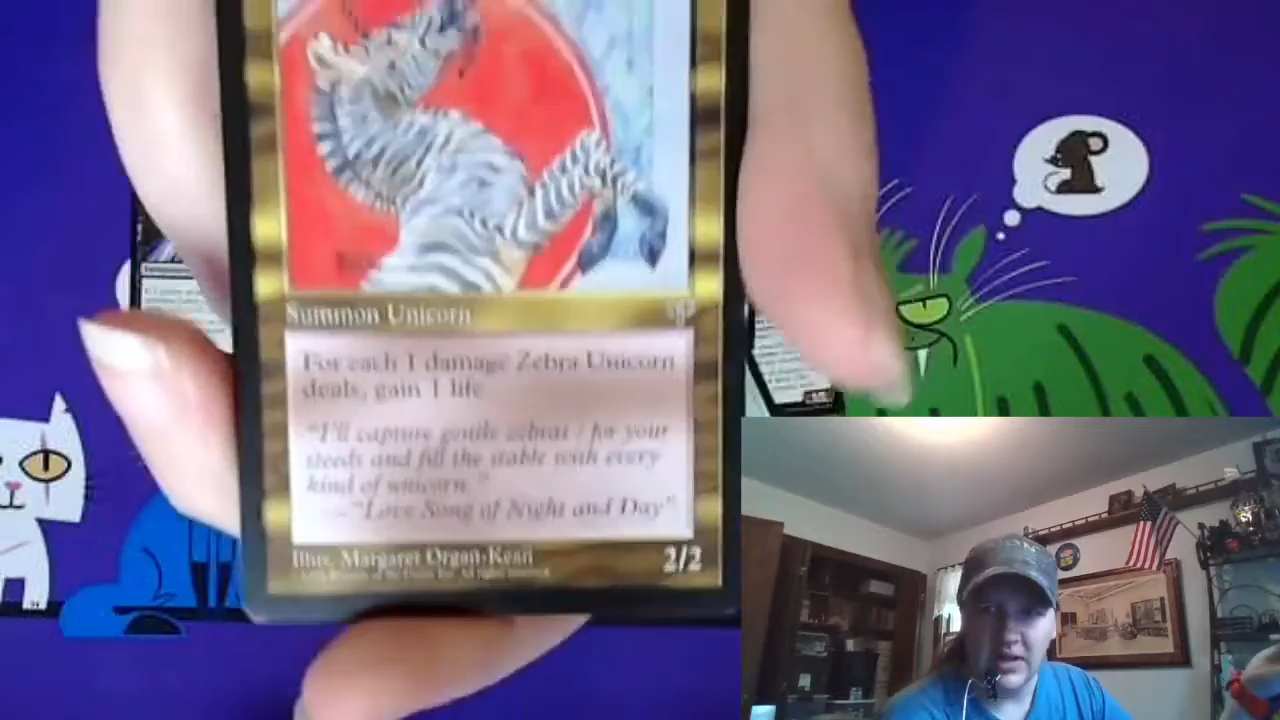 Summon Unicorn
For each 1 damage Zebra Unicorn
deals, gain 1 life
"I'll capture gentle zebras / for your
steeds and fill the stable with every
kind of unicorn."
—"Love Song of Night and Day"
Illus. Margaret Organ-Kean
2/2